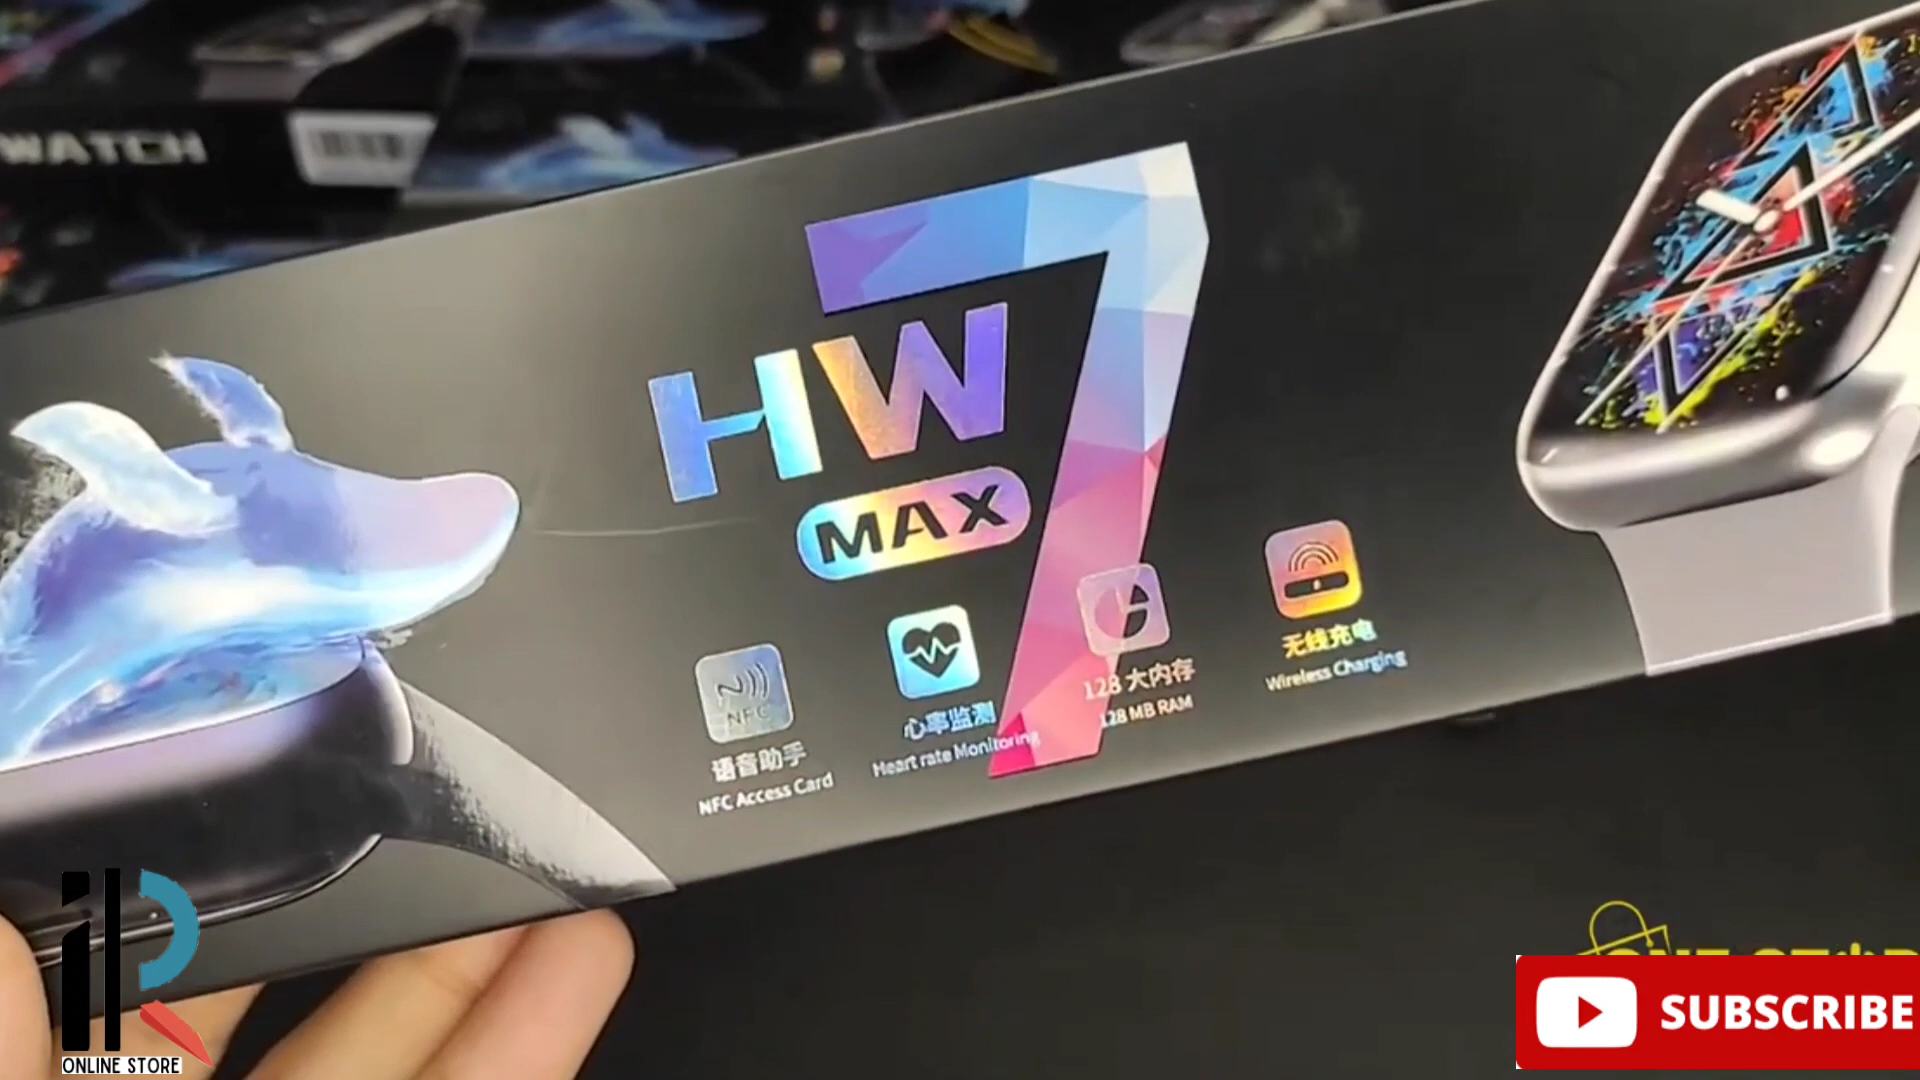 WATCH
7
HW
MAX
NFC
语音助手
NFC Access Card
心率监测
Heart rate Monitoring
128 大内存
128 MB RAM
无线充电
Wireless Charging
ONLINE STORE
SUBSCRIBE